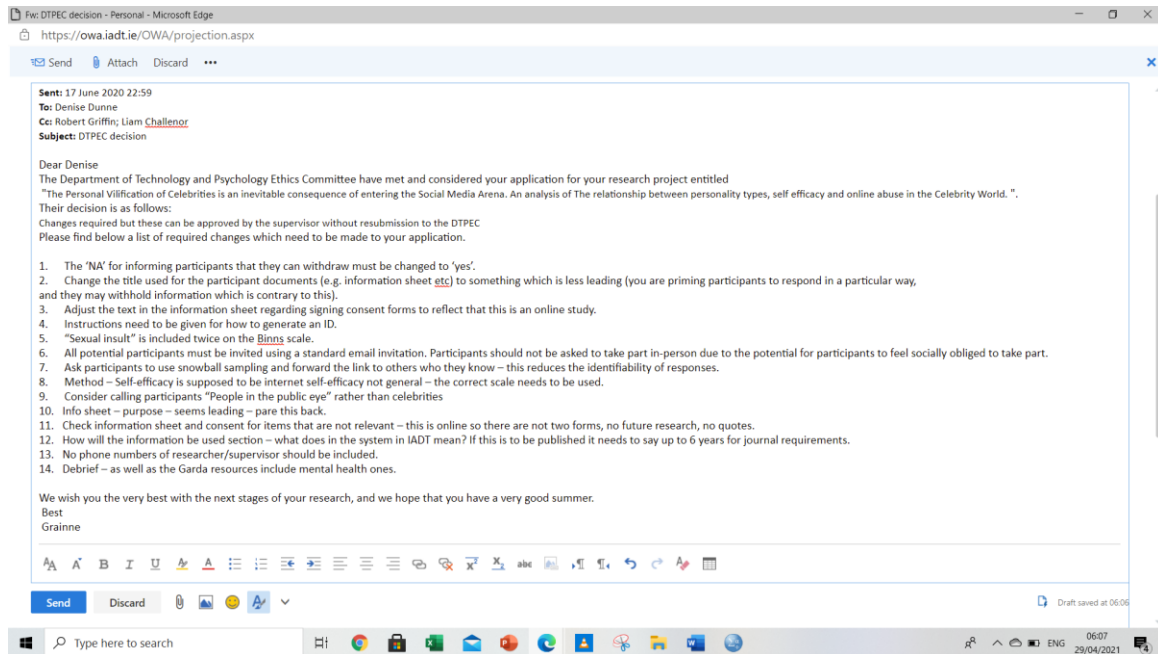 Fw: DTPEC decision - Personal - Microsoft Edge
https://owa.iadt.ie/OWA/projection.aspx
Send Attach Discard •••
Sent: 17 June 2020 22:59
To: Denise Dunne
Cc: Robert Griffin; Liam Challenor
Subject: DTPEC decision
Dear Denise
The Department of Technology and Psychology Ethics Committee have met and considered your application for your research project entitled
"The Personal Vilification of Celebrities is an inevitable consequence of entering the Social Media Arena. An analysis of The relationship between personality types, self efficacy and online abuse in the Celebrity World. ".
Their decision is as follows:
Changes required but these can be approved by the supervisor without resubmission to the DTPEC
Please find below a list of required changes which need to be made to your application.
1. The ‘NA’ for informing participants that they can withdraw must be changed to ‘yes’.
2. Change the title used for the participant documents (e.g. information sheet etc) to something which is less leading (you are priming participants to respond in a particular way,
and they may withhold information which is contrary to this).
3. Adjust the text in the information sheet regarding signing consent forms to reflect that this is an online study.
4. Instructions need to be given for how to generate an ID.
5. “Sexual insult” is included twice on the Binns scale.
6. All potential participants must be invited using a standard email invitation. Participants should not be asked to take part in-person due to the potential for participants to feel socially obliged to take part.
7. Ask participants to use snowball sampling and forward the link to others who they know – this reduces the identifiability of responses.
8. Method – Self-efficacy is supposed to be internet self-efficacy not general – the correct scale needs to be used.
9. Consider calling participants “People in the public eye” rather than celebrities
10. Info sheet – purpose – seems leading – pare this back.
11. Check information sheet and consent for items that are not relevant – this is online so there are not two forms, no future research, no quotes.
12. How will the information be used section – what does in the system in IADT mean? If this is to be published it needs to say up to 6 years for journal requirements.
13. No phone numbers of researcher/supervisor should be included.
14. Debrief – as well as the Garda resources include mental health ones.
We wish you the very best with the next stages of your research, and we hope that you have a very good summer.
Best
Grainne
Send Discard Draft saved at 06:06
Type here to search ENG 06:07
29/04/2021